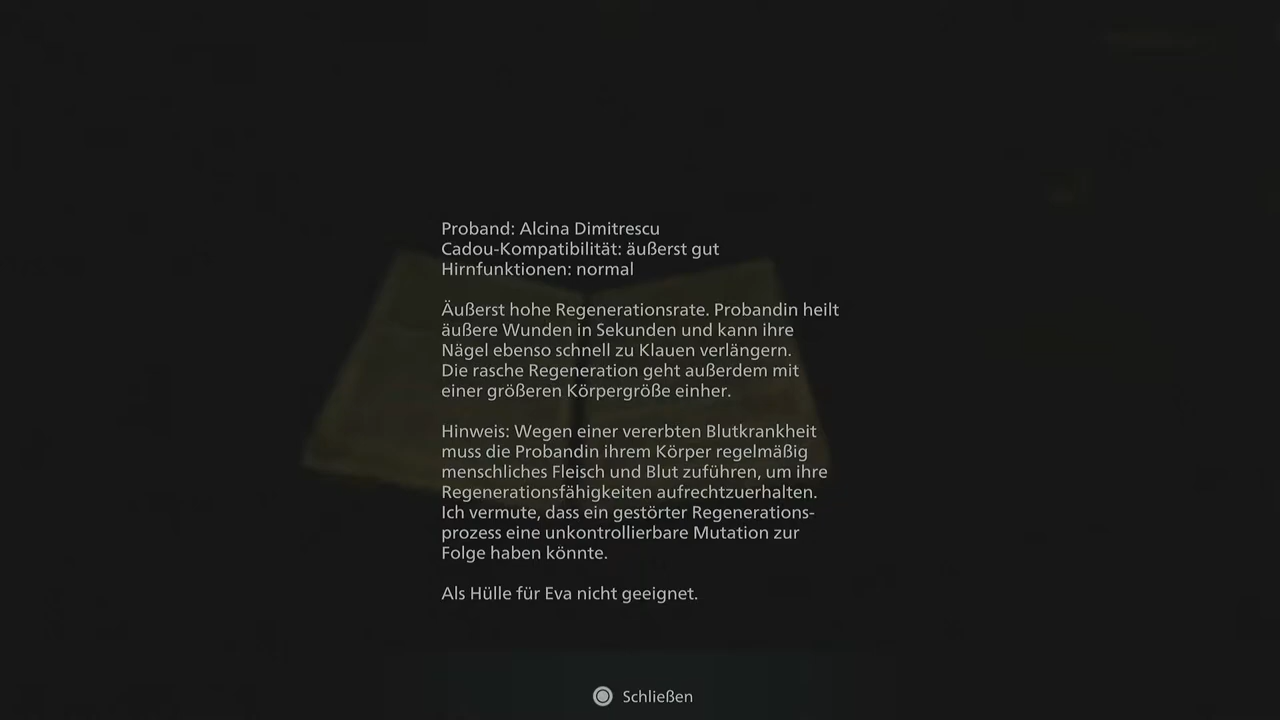 Proband: Alcina Dimitrescu
Cadou-Kompatibilität: äußerst gut
Hirnfunktionen: normal
Äußerst hohe Regenerationsrate. Probandin heilt
äußere Wunden in Sekunden und kann ihre
Nägel ebenso schnell zu Klauen verlängern.
Die rasche Regeneration geht außerdem mit
einer größeren Körpergröße einher.
Hinweis: Wegen einer vererbten Blutkrankheit
muss die Probandin ihrem Körper regelmäßig
menschliches Fleisch und Blut zuführen, um ihre
Regenerationsfähigkeiten aufrechtzuerhalten.
Ich vermute, dass ein gestörter Regenerations-
prozess eine unkontrollierbare Mutation zur
Folge haben könnte.
Als Hülle für Eva nicht geeignet.
Schließen